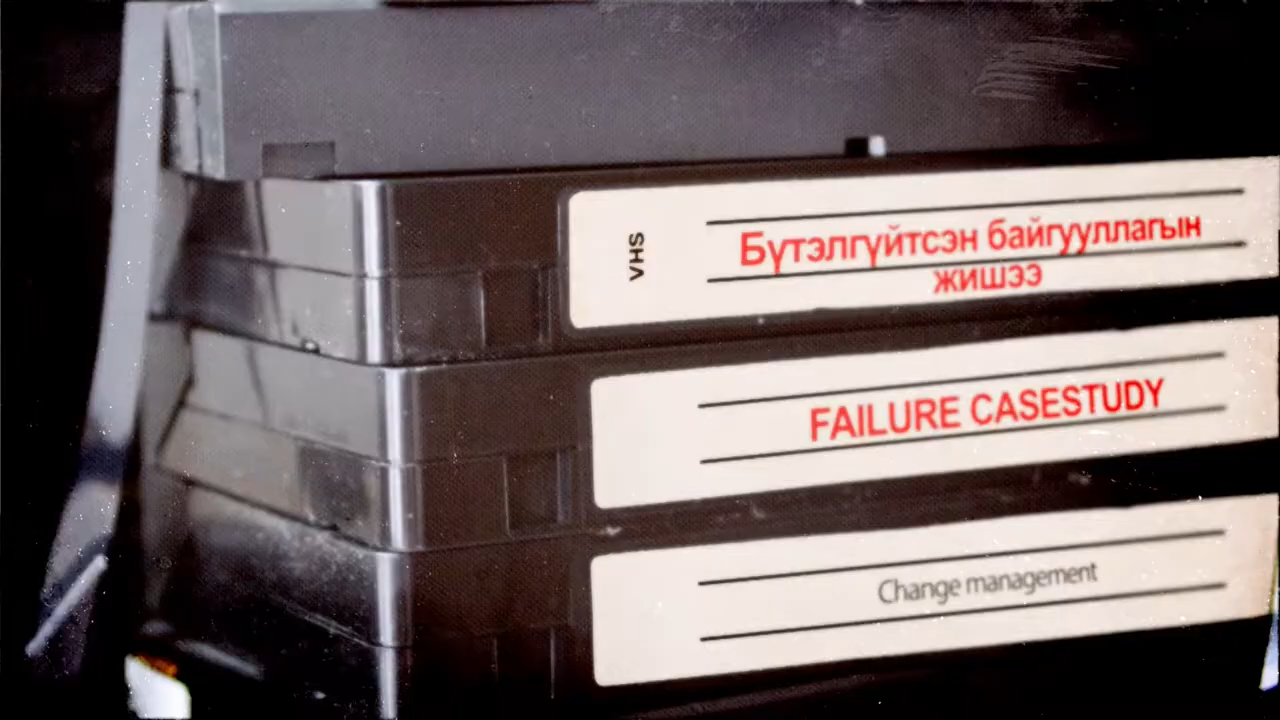 VHS
Бүтэлгүйтсэн байгууллагын
жишээ
FAILURE CASESTUDY
Change management